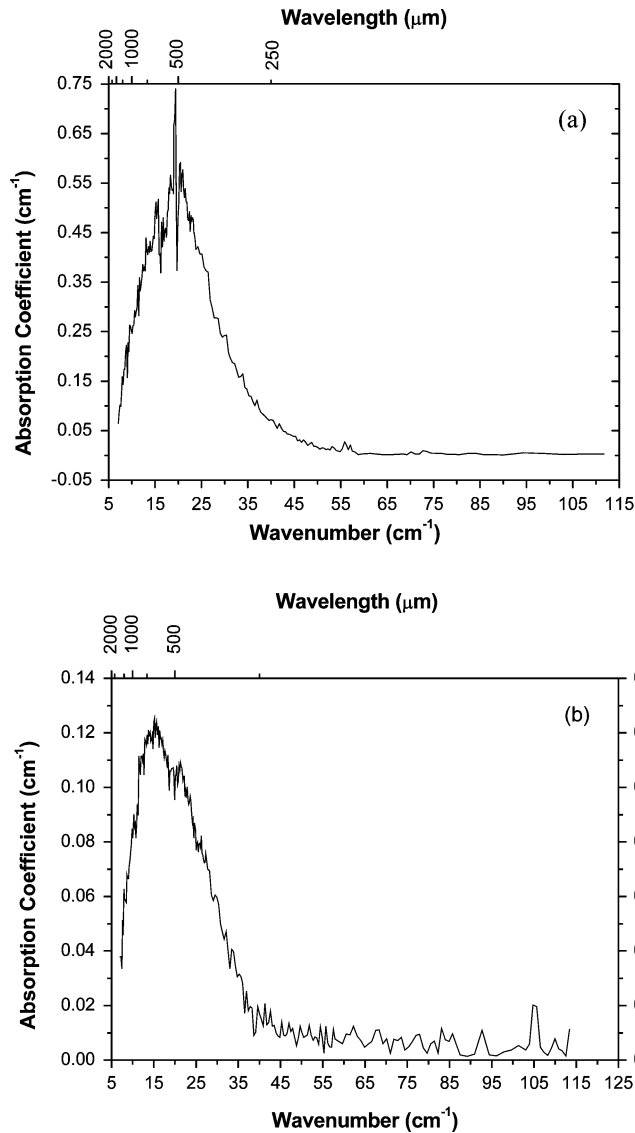 Wavelength (μm)
2000 1000 500 250
(a)
0.75
0.65
0.55
0.45
0.35
0.25
0.15
0.05
-0.05
Absorption Coefficient (cm⁻¹)
5 15 25 35 45 55 65 75 85 95 105 115
Wavenumber (cm⁻¹)
Wavelength (μm)
2000 1000 500
(b)
0.14
0.12
0.10
0.08
0.06
0.04
0.02
0.00
Absorption Coefficient (cm⁻¹)
5 15 25 35 45 55 65 75 85 95 105 115 125
Wavenumber (cm⁻¹)